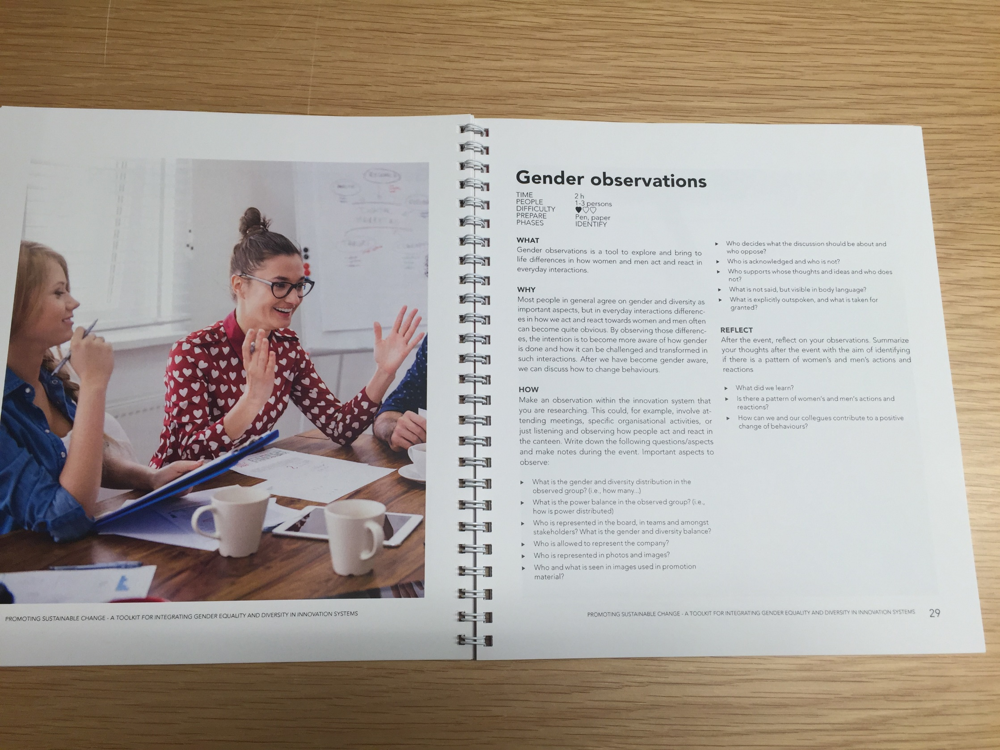 PROMOTING SUSTAINABLE CHANGE - A TOOLKIT FOR INTEGRATING GENDER EQUALITY AND DIVERSITY IN INNOVATION SYSTEMS
Gender observations
TIME 2 h
PEOPLE 1-3 persons
DIFFICULTY ♥♡♡
PREPARE Pen, paper
PHASES IDENTIFY
WHAT
Gender observations is a tool to explore and bring to
life differences in how women and men act and react in
everyday interactions.
WHY
Most people in general agree on gender and diversity as
important aspects, but in everyday interactions differenc-
es in how we act and react towards women and men often
can become quite obvious. By observing those differenc-
es, the intention is to become more aware of how gender
is done and how it can be challenged and transformed in
such interactions. After we have become gender aware,
we can discuss how to change behaviours.
HOW
Make an observation within the innovation system that
you are researching. This could, for example, involve at-
tending meetings, specific organisational activities, or
just listening and observing how people act and react in
the canteen. Write down the following questions/aspects
and make notes during the event. Important aspects to
observe:
▶ What is the gender and diversity distribution in the
observed group? (i.e., how many...)
▶ What is the power balance in the observed group? (i.e.,
how is power distributed)
▶ Who is represented in the board, in teams and amongst
stakeholders? What is the gender and diversity balance?
▶ Who is allowed to represent the company?
▶ Who is represented in photos and images?
▶ Who and what is seen in images used in promotion
material?
▶ Who decides what the discussion should be about and
who oppose?
▶ Who is acknowledged and who is not?
▶ Who supports whose thoughts and ideas and who does
not?
▶ What is not said, but visible in body language?
▶ What is explicitly outspoken, and what is taken for
granted?
REFLECT
After the event, reflect on your observations. Summarize
your thoughts after the event with the aim of identifying
if there is a pattern of women's and men's actions and
reactions
▶ What did we learn?
▶ Is there a pattern of women's and men's actions and
reactions?
▶ How can we and our collegues contribute to a positive
change of behaviours?
PROMOTING SUSTAINABLE CHANGE - A TOOLKIT FOR INTEGRATING GENDER EQUALITY AND DIVERSITY IN INNOVATION SYSTEMS 29